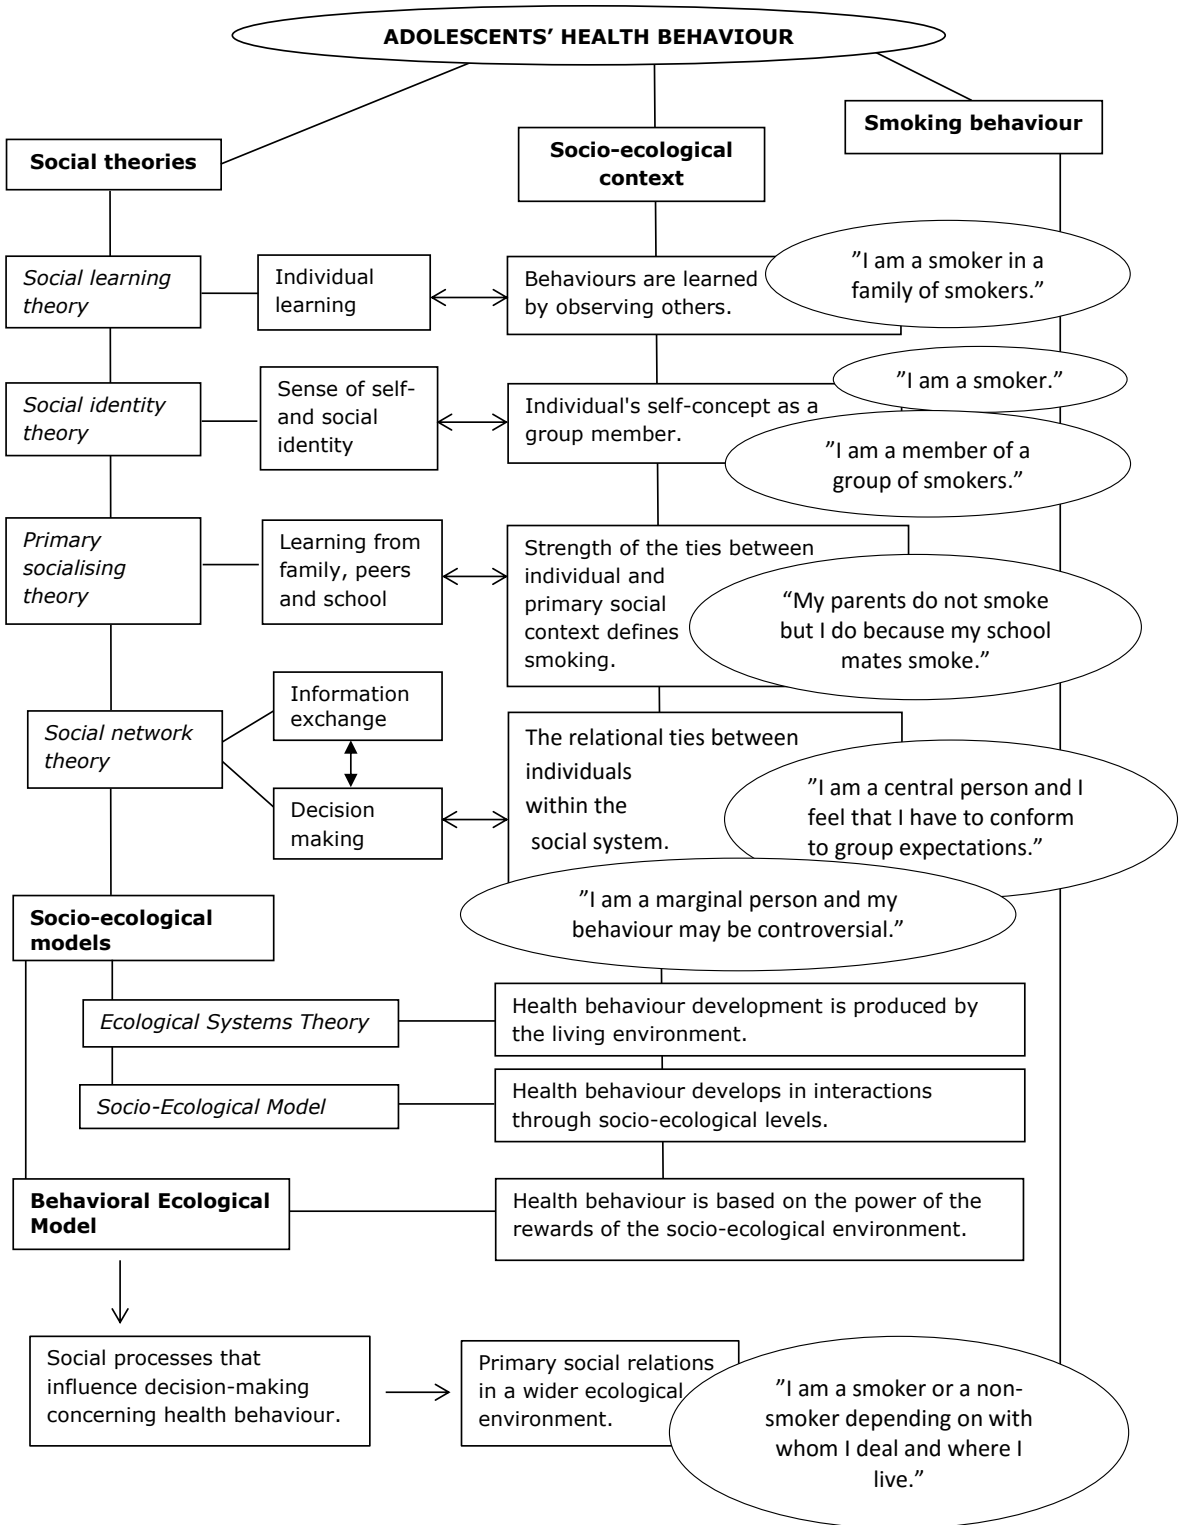 ADOLESCENTS’ HEALTH BEHAVIOUR
Social theories
Socio-ecological
context
Smoking behaviour
Social learning
theory
Individual
learning
Behaviours are learned
by observing others.
”I am a smoker in a
family of smokers.”
Social identity
theory
Sense of self-
and social
identity
Individual's self-concept as a
group member.
”I am a smoker.”
”I am a member of a
group of smokers.”
Primary
socialising
theory
Learning from
family, peers
and school
Strength of the ties between
individual and
primary social
context defines
smoking.
“My parents do not smoke
but I do because my school
mates smoke.”
Social network
theory
Information
exchange
Decision
making
The relational ties between
individuals
within the
social system.
”I am a central person and I
feel that I have to conform
to group expectations.”
”I am a marginal person and my
behaviour may be controversial.”
Socio-ecological
models
Ecological Systems Theory
Health behaviour development is produced by
the living environment.
Socio-Ecological Model
Health behaviour develops in interactions
through socio-ecological levels.
Behavioral Ecological
Model
Health behaviour is based on the power of the
rewards of the socio-ecological environment.
Social processes that
influence decision-making
concerning health behaviour.
Primary social relations
in a wider ecological
environment.
”I am a smoker or a non-
smoker depending on with
whom I deal and where I
live.”